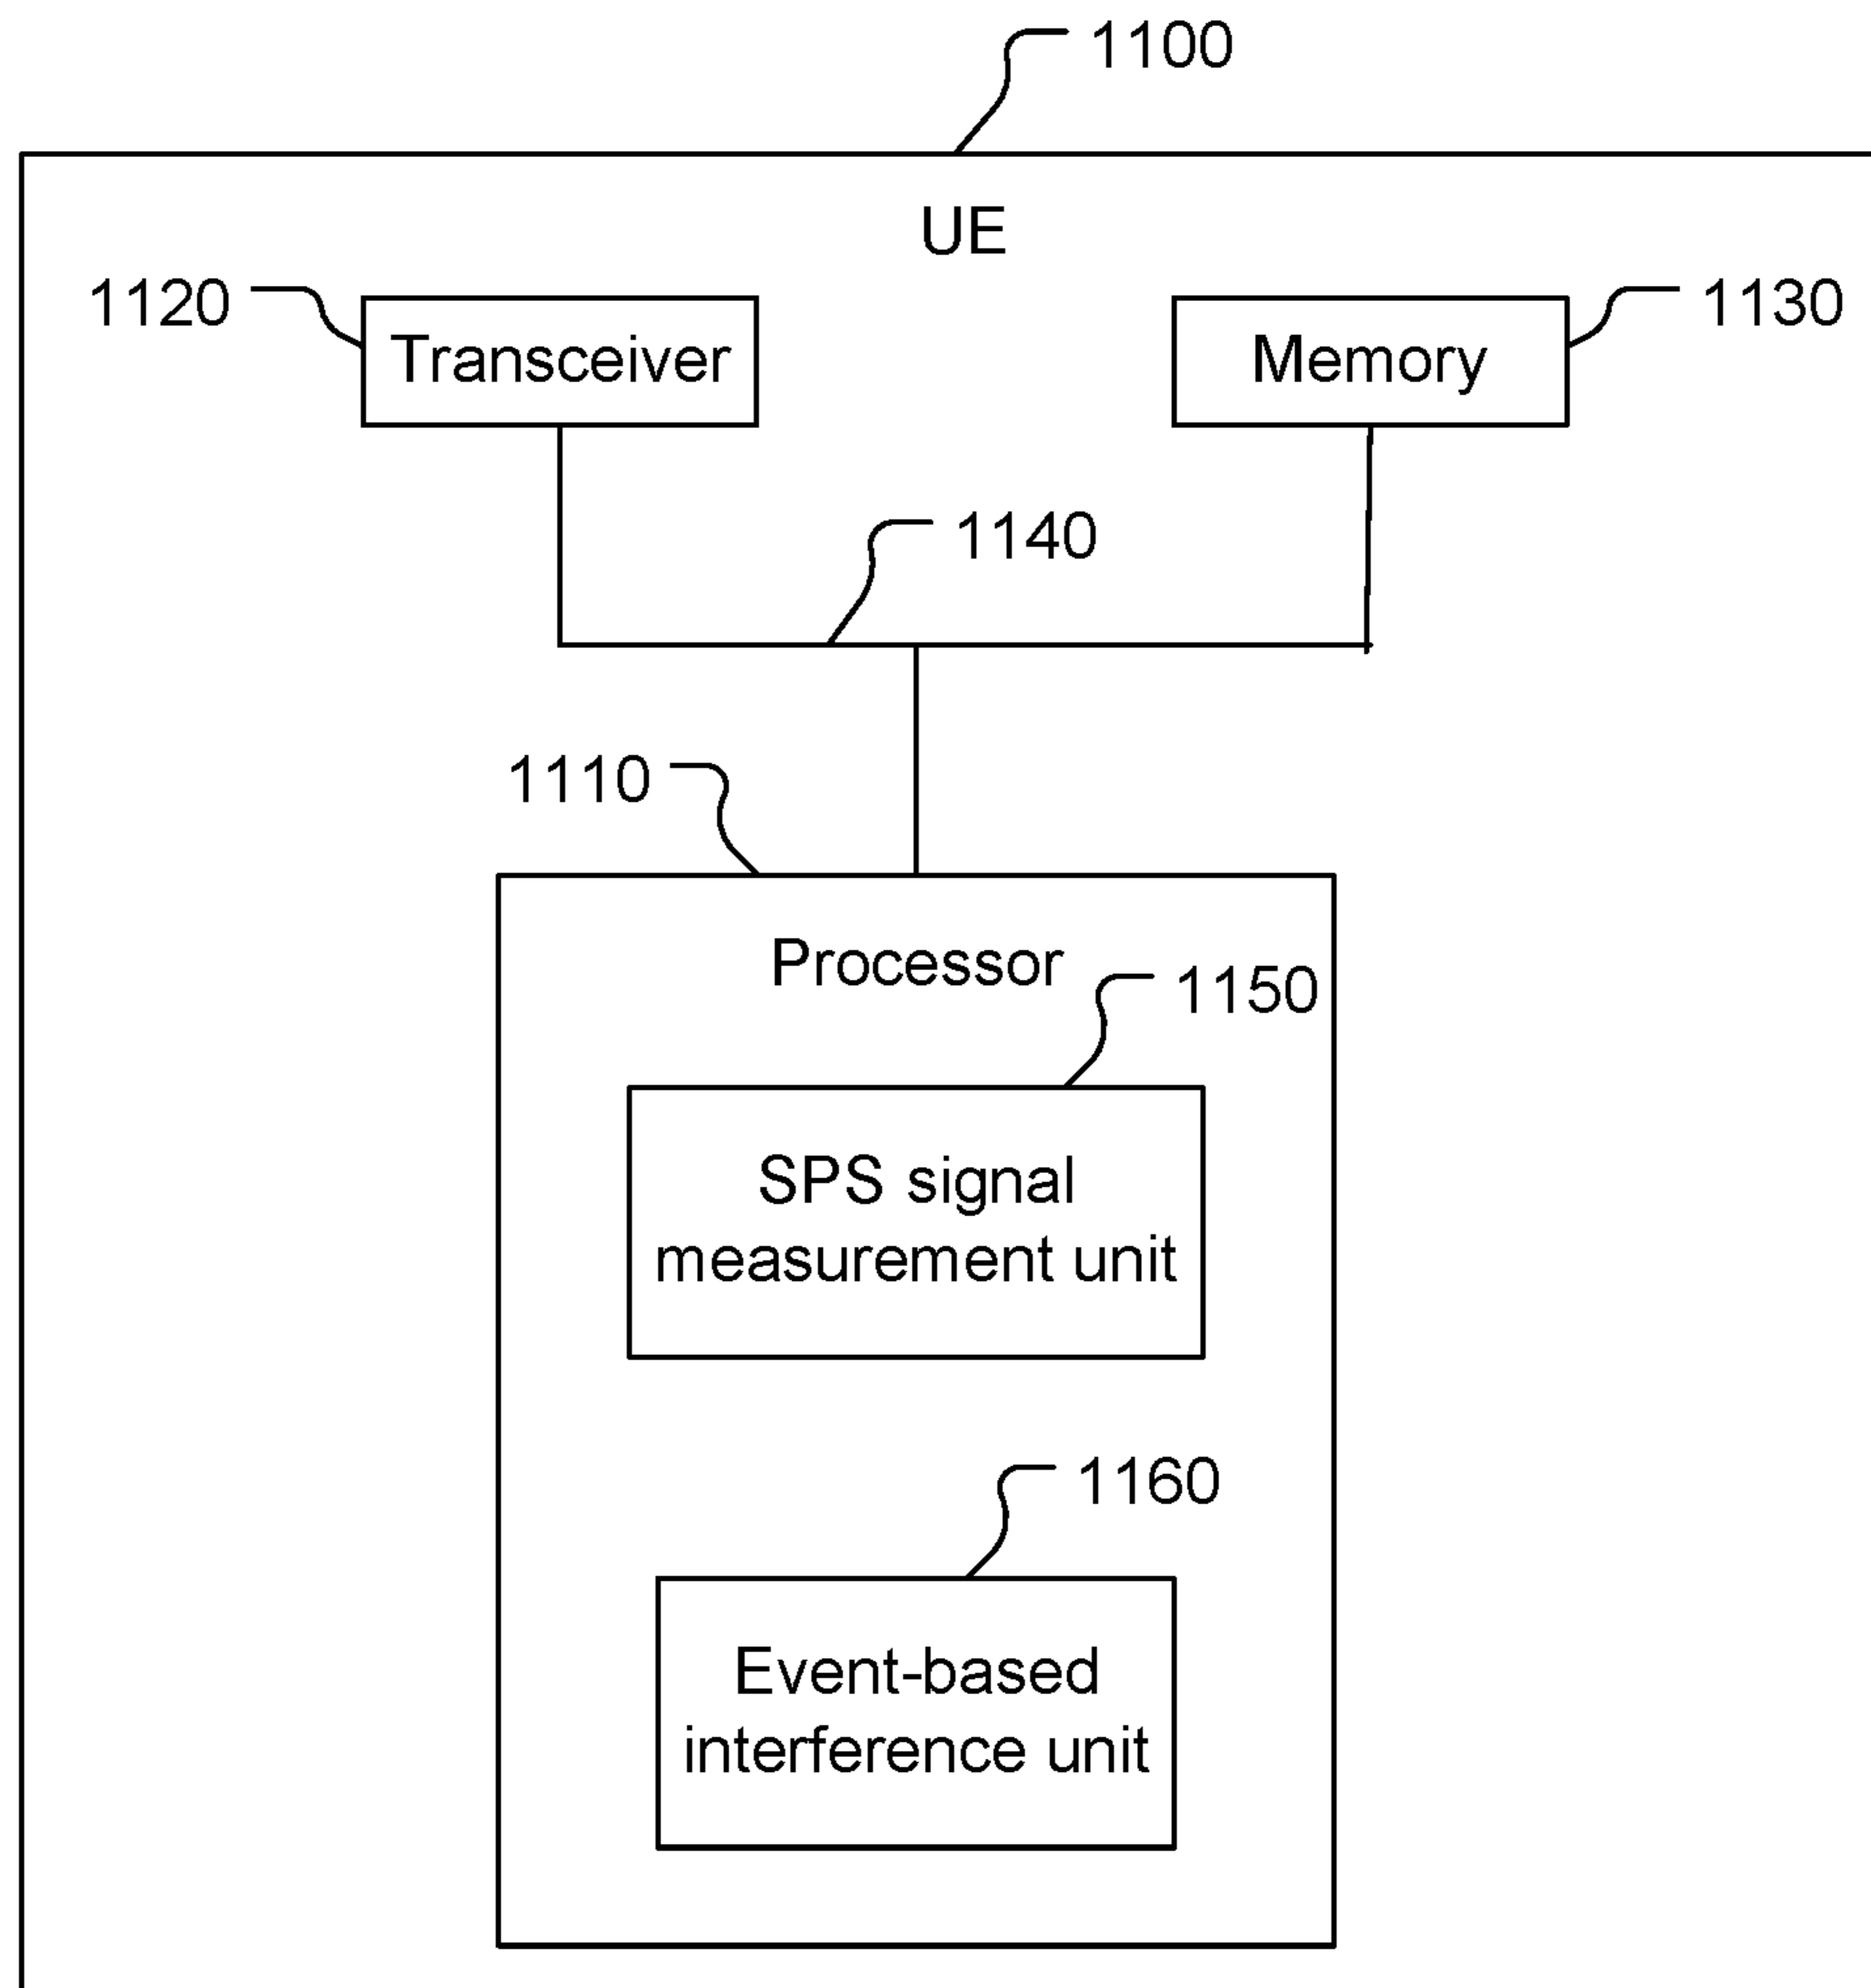 1100
UE
1120
Transceiver
Memory
1130
1140
1110
Processor
1150
SPS signal
measurement unit
1160
Event-based
interference unit